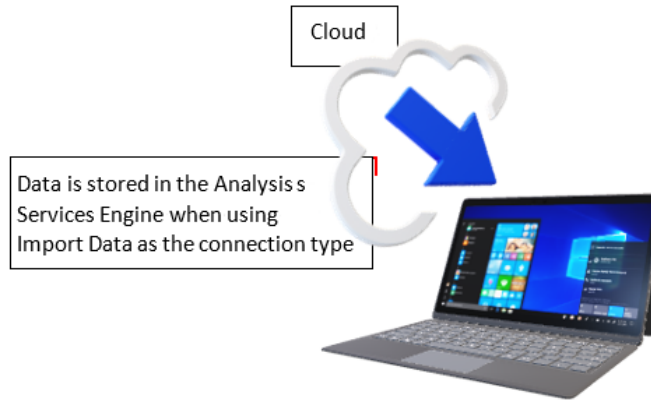 Cloud
Data is stored in the Analysis s
Services Engine when using
Import Data as the connection type